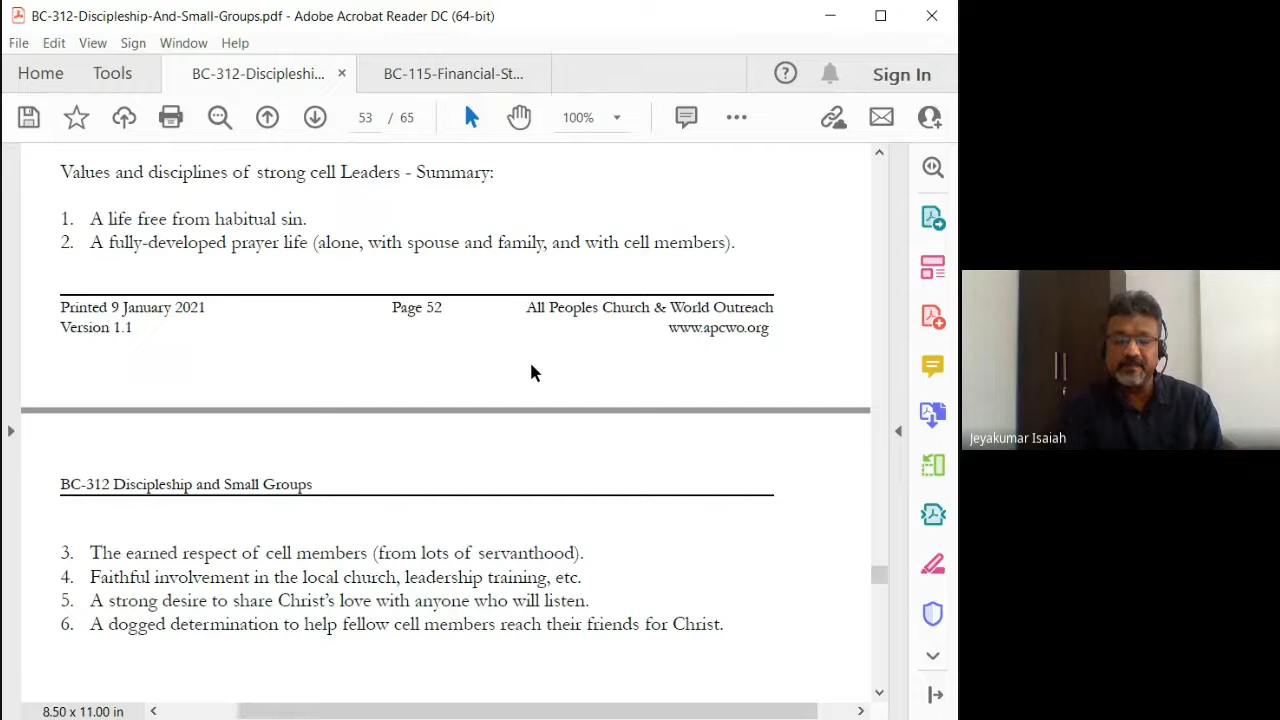 BC-312-Discipleship-And-Small-Groups.pdf - Adobe Acrobat Reader DC (64-bit)
File Edit View Sign Window Help
Home Tools BC-312-Discipleshi... × BC-115-Financial-St... Sign In
53 / 65 100%
Values and disciplines of strong cell Leaders - Summary:
1. A life free from habitual sin.
2. A fully-developed prayer life (alone, with spouse and family, and with cell members).
Printed 9 January 2021 Page 52 All Peoples Church & World Outreach
Version 1.1 www.apcwo.org
BC-312 Discipleship and Small Groups
3. The earned respect of cell members (from lots of servanthood).
4. Faithful involvement in the local church, leadership training, etc.
5. A strong desire to share Christ's love with anyone who will listen.
6. A dogged determination to help fellow cell members reach their friends for Christ.
8.50 x 11.00 in
Jeyakumar Isaiah